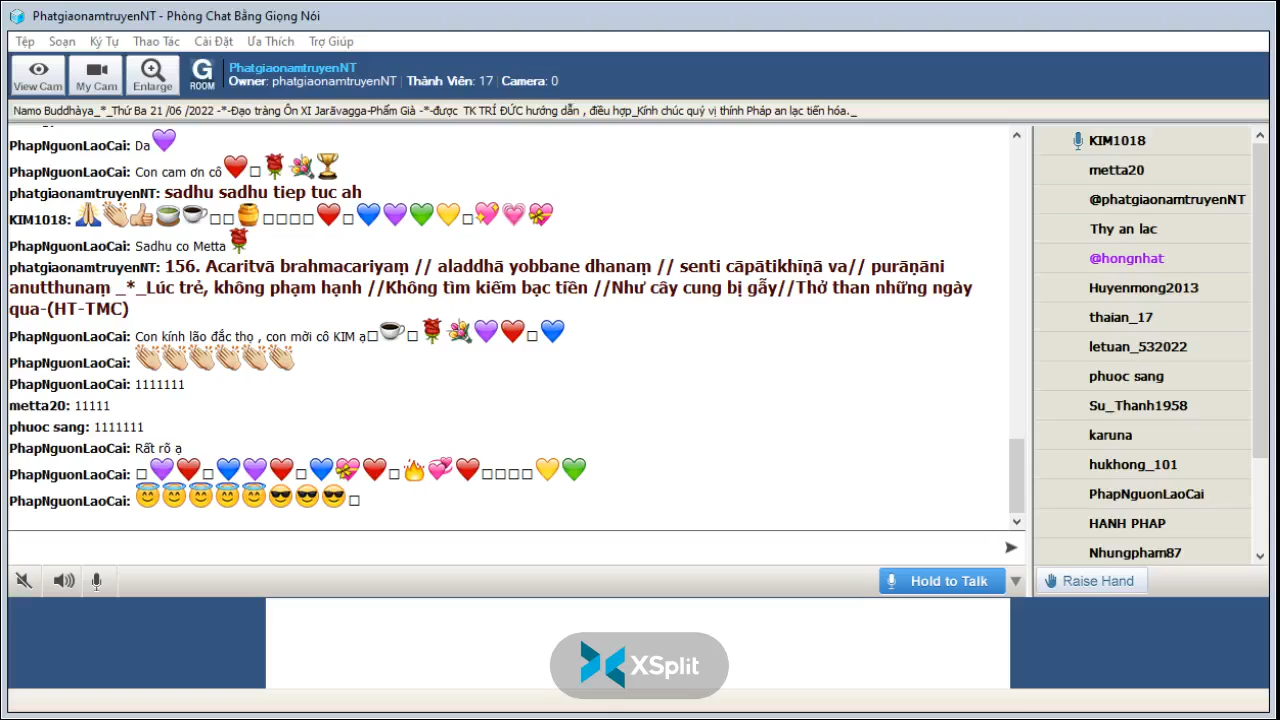 PhatgiaonamtruyenNT - Phòng Chat Bằng Giọng Nói
Tệp Soạn Ký Tự Thao Tác Cài Đặt Ưa Thích Trợ Giúp
View Cam My Cam Enlarge G ROOM
PhatgiaonamtruyenNT
Owner: phatgiaonamtruyenNT | Thành Viên: 17 | Camera: 0
Namo Buddhàya_*_Thứ Ba 21 /06 /2022 -*-Đạo tràng Ôn XI Jarāvagga-Phẩm Già -*-được TK TRÍ ĐỨC hướng dẫn , điều hợp_Kính chúc quý vị thính Pháp an lạc tiến hóa._
PhapNguonLaoCai: Da💜
PhapNguonLaoCai: Con cam ơn cô❤️□🌹💐🏆
phatgiaonamtruyenNT: sadhu sadhu tiep tuc ah
KIM1018: 🙏👏👍🍵☕□□🍯□□□□❤️□💙💜💚💛□💖💗💝
PhapNguonLaoCai: Sadhu co Metta🌹
phatgiaonamtruyenNT: 156. Acaritvā brahmacariyaṃ // aladdhā yobbane dhanaṃ // senti cāpātikhīṇā va// purāṇāni
anutthunaṃ _*_Lúc trẻ, không phạm hạnh //Không tìm kiếm bạc tiền //Như cây cung bị gẫy//Thở than những ngày
qua-(HT-TMC)
PhapNguonLaoCai: Con kính lão đắc thọ , con mời cô KIM ạ□☕□🌹💐💜❤️□💙
PhapNguonLaoCai: 👏👏👏👏👏👏
PhapNguonLaoCai: 1111111
metta20: 11111
phuoc sang: 1111111
PhapNguonLaoCai: Rất rõ ạ
PhapNguonLaoCai: □💜❤️□💙💜❤️□💙💝❤️□🔥💞❤️□□□□💛💚
PhapNguonLaoCai: 😇😇😇😇😇😎😎😎□
KIM1018
metta20
@phatgiaonamtruyenNT
Thy an lac
@hongnhat
Huyenmong2013
thaian_17
letuan_532022
phuoc sang
Su_Thanh1958
karuna
hukhong_101
PhapNguonLaoCai
HANH PHAP
Nhungpham87
Hold to Talk
Raise Hand
XSplit